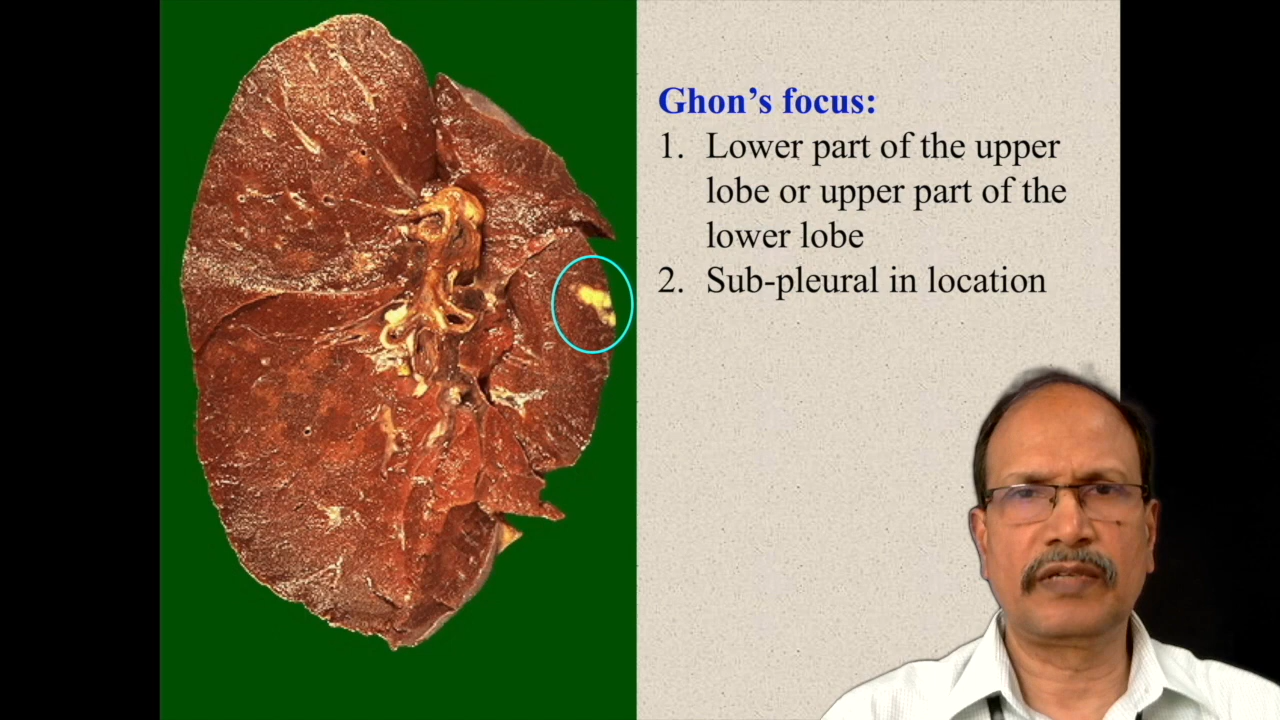 Ghon’s focus:
1. Lower part of the upper
lobe or upper part of the
lower lobe
2. Sub-pleural in location